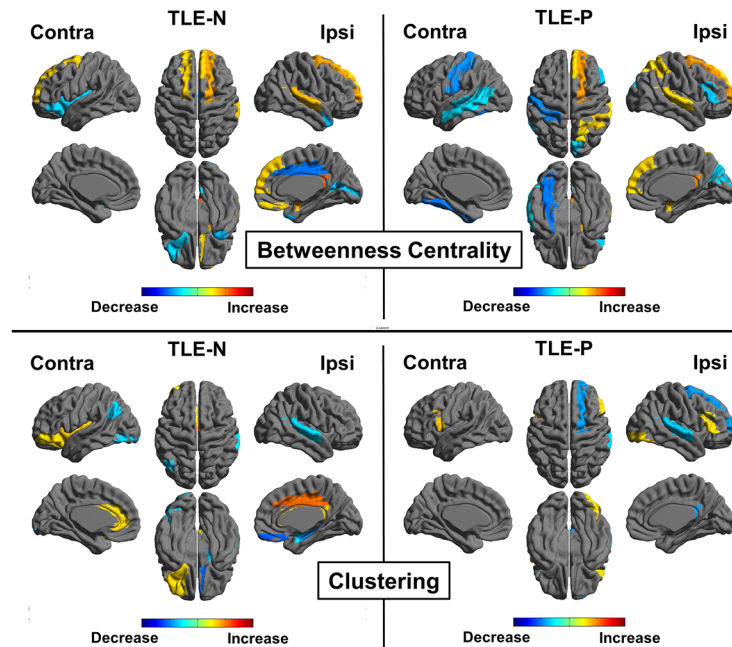 TLE-N
TLE-P
Contra
Ipsi
Contra
Ipsi
Betweenness Centrality
Decrease
Increase
Decrease
Increase
TLE-N
TLE-P
Contra
Ipsi
Contra
Ipsi
Clustering
Decrease
Increase
Decrease
Increase